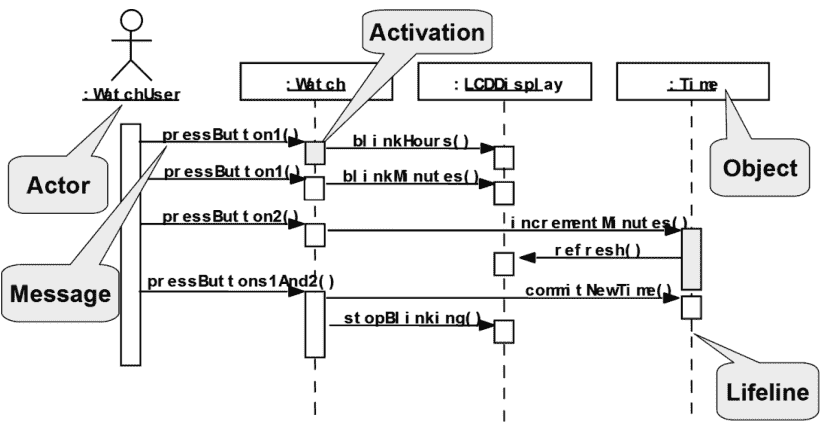 Activation
:WatchUser
:Watch
:LCDDisplay
:Time
pressButton1()
blinkHours()
Object
Actor
pressButton1()
blinkMinutes()
pressButton2()
incrementMinutes()
refresh()
Message
pressButtons1And2()
commitNewTime()
stopBlinking()
Lifeline